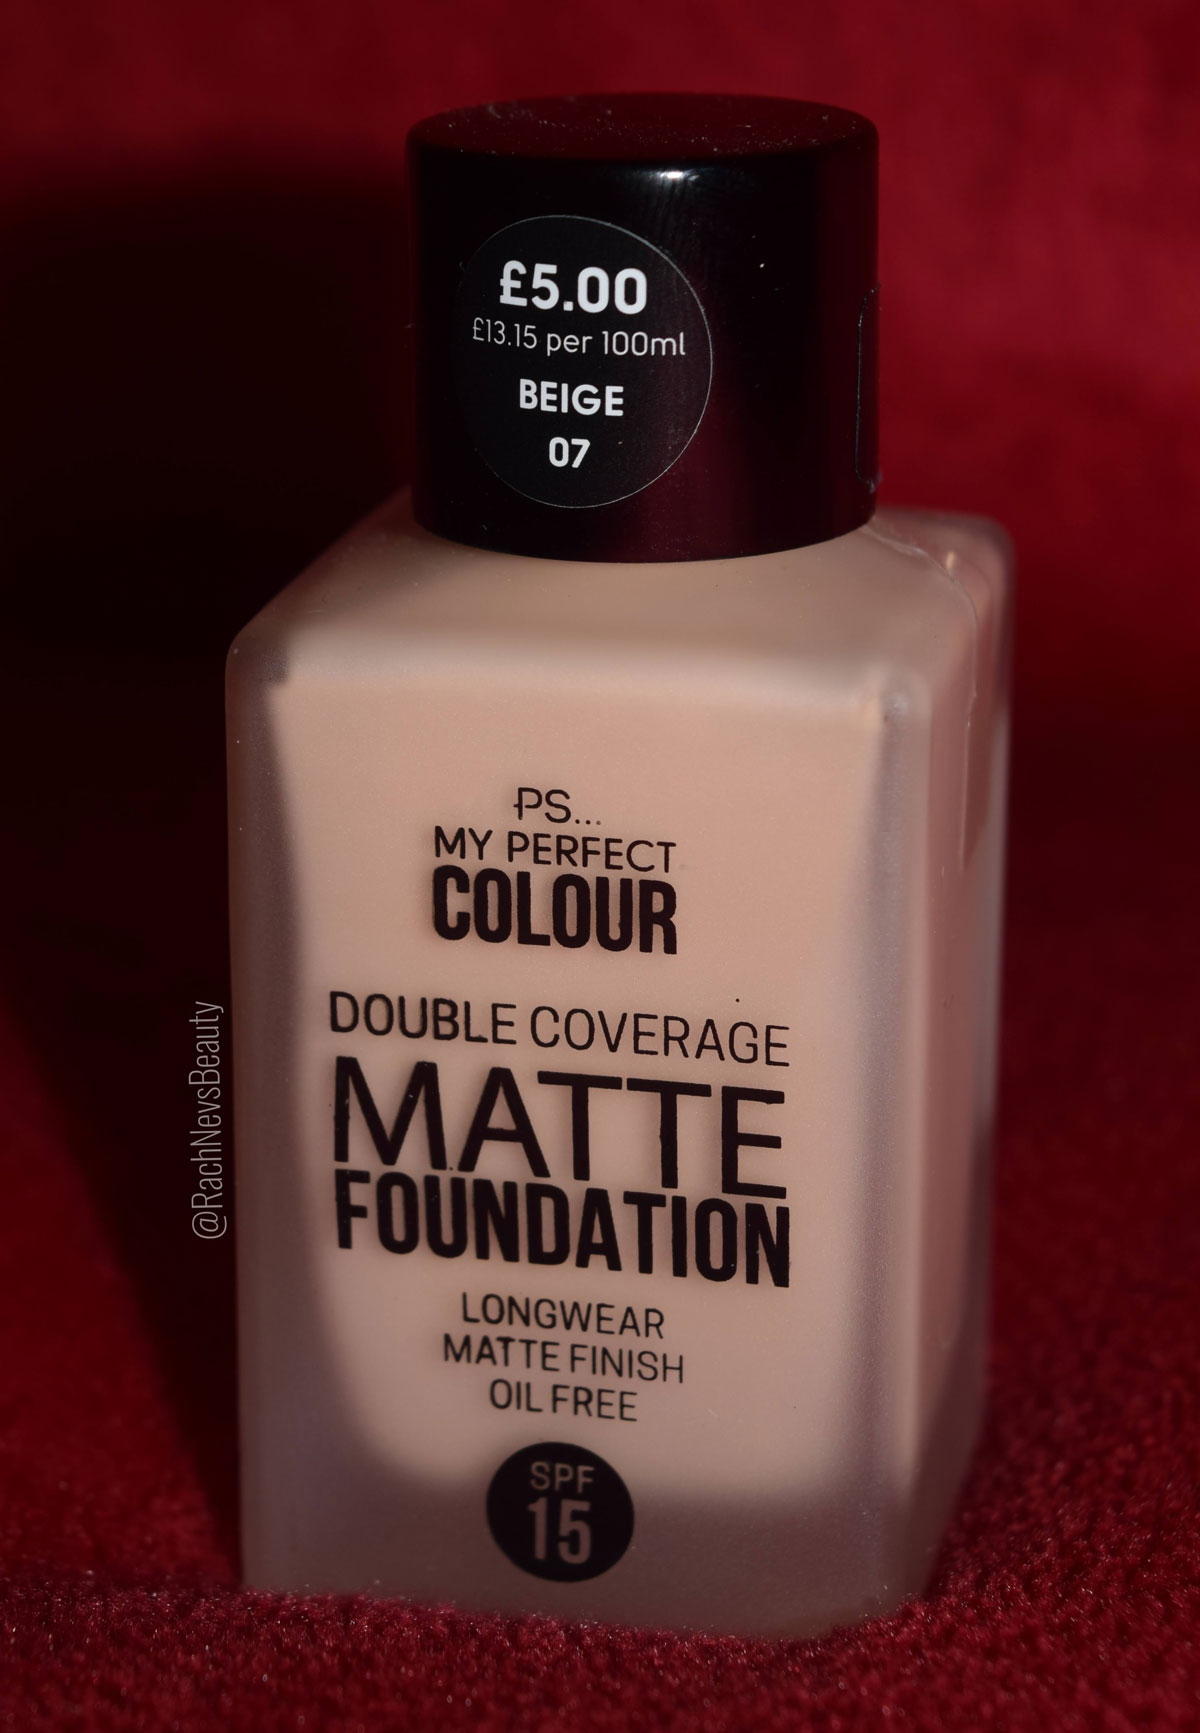 £5.00
£13.15 per 100ml
BEIGE
07
PS...
MY PERFECT
COLOUR
DOUBLE COVERAGE
MATTE
FOUNDATION
LONGWEAR
MATTE FINISH
OIL FREE
SPF
15
@RachNevsBeauty